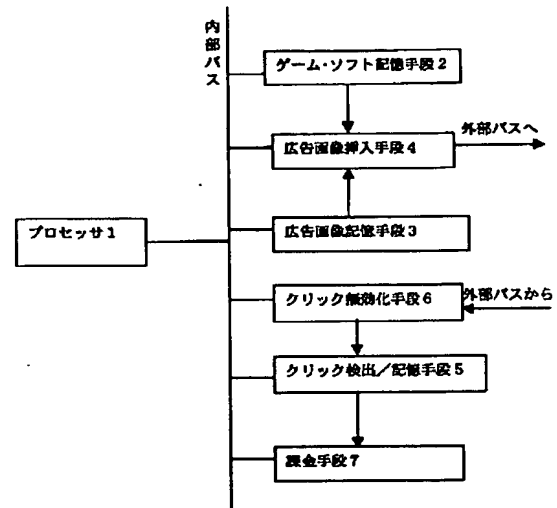 内部バス
ゲーム・ソフト記憶手段2
外部バスへ
広告画像挿入手段4
広告画像記憶手段3
プロセッサ1
外部バスから
クリック無効化手段6
クリック検出／記憶手段5
課金手段7